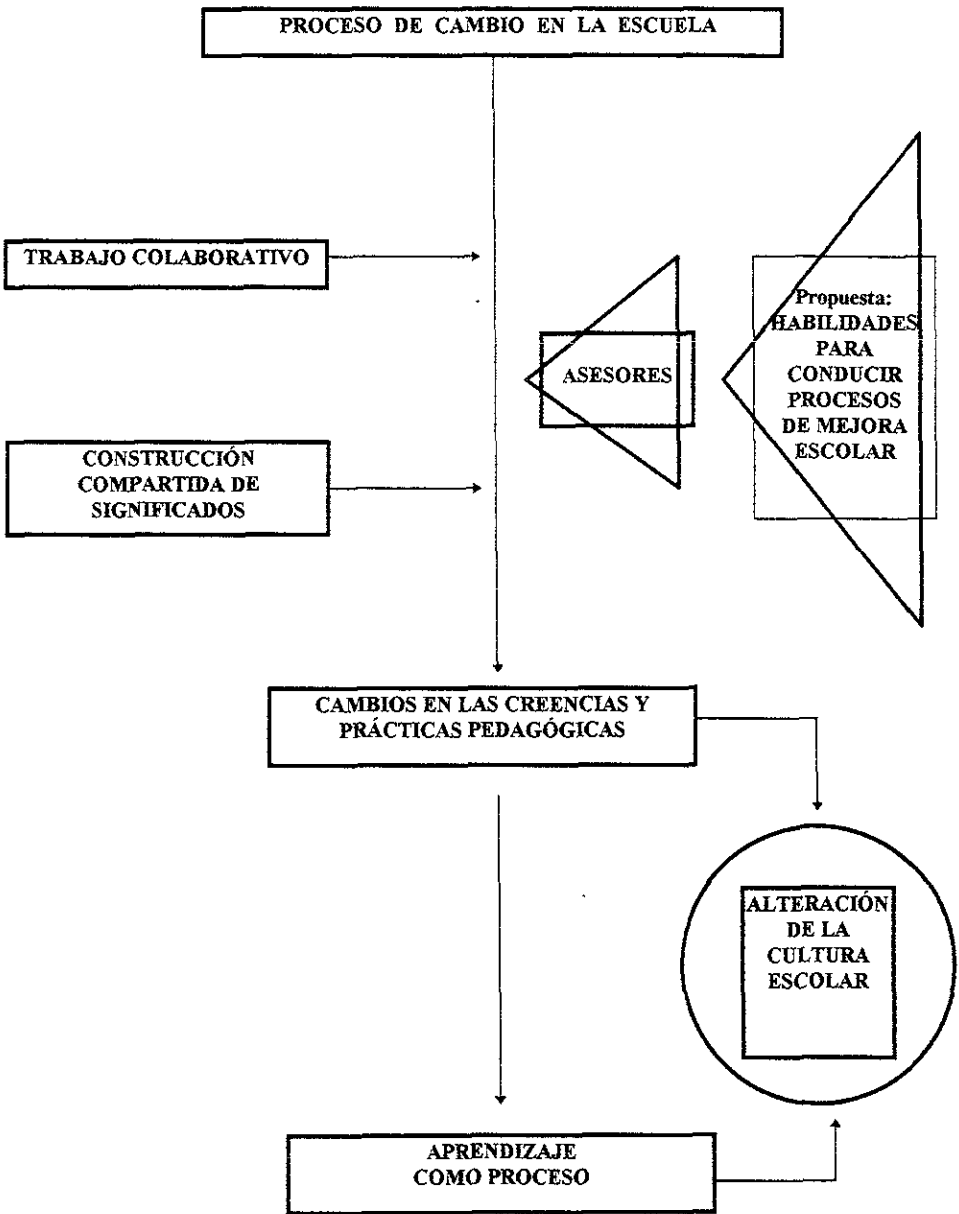 PROCESO DE CAMBIO EN LA ESCUELA
TRABAJO COLABORATIVO
ASESORES
Propuesta:
HABILIDADES
PARA
CONDUCIR
PROCESOS
DE MEJORA
ESCOLAR
CONSTRUCCIÓN
COMPARTIDA DE
SIGNIFICADOS
CAMBIOS EN LAS CREENCIAS Y
PRÁCTICAS PEDAGÓGICAS
ALTERACIÓN
DE LA
CULTURA
ESCOLAR
APRENDIZAJE
COMO PROCESO